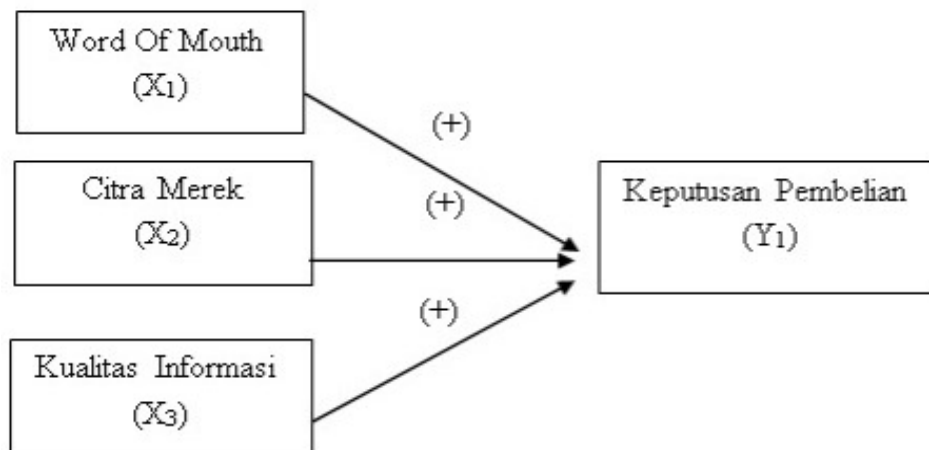 Word Of Mouth
(X1)
(+)
Citra Merek
(X2)
(+)
Keputusan Pembelian
(Y1)
(+)
Kualitas Informasi
(X3)